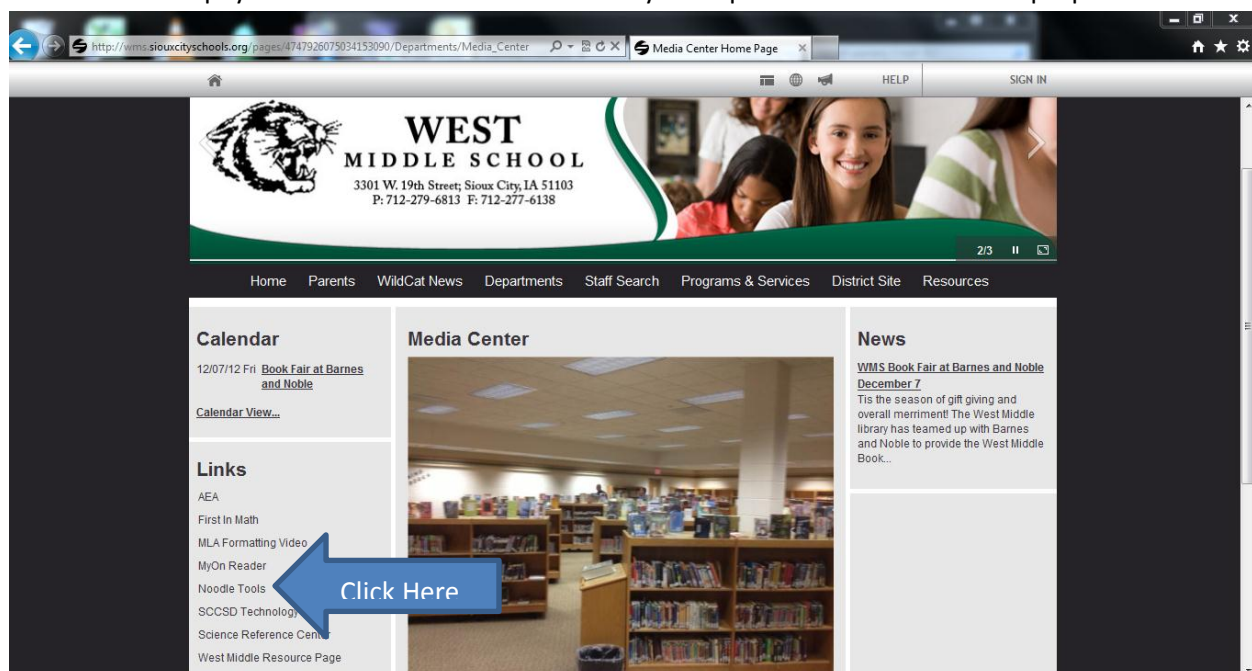 http://wms.siouxcityschools.org/pages/4747926075034153090/Departments/Media_Center
Media Center Home Page
HELP
SIGN IN
WEST
MIDDLE SCHOOL
3301 W. 19th Street; Sioux City, IA 51103
P: 712-279-6813 F: 712-277-6138
2/3
Home Parents WildCat News Departments Staff Search Programs & Services District Site Resources
Calendar
12/07/12 Fri Book Fair at Barnes
and Noble
Calendar View...
Links
AEA
First In Math
MLA Formatting Video
MyOn Reader
Noodle Tools
SCCSD Technology
Science Reference Center
West Middle Resource Page
Click Here
Media Center
News
WMS Book Fair at Barnes and Noble
December 7
Tis the season of gift giving and
overall merriment! The West Middle
library has teamed up with Barnes
and Noble to provide the West Middle
Book...